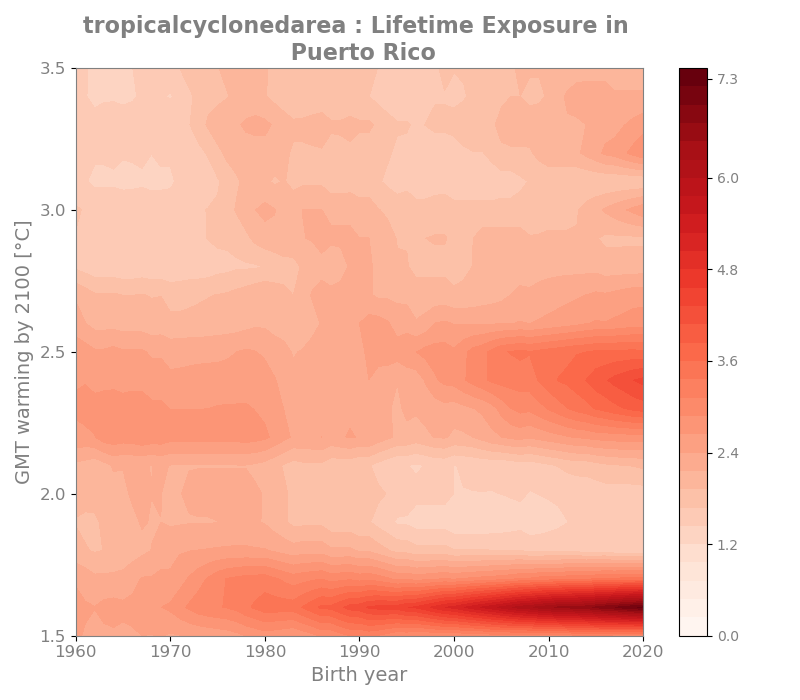 tropicalcyclonedarea : Lifetime Exposure in
Puerto Rico
3.5
3.0
2.5
2.0
1.5
GMT warming by 2100 [°C]
1960 1970 1980 1990 2000 2010 2020
Birth year
7.3
6.0
4.8
3.6
2.4
1.2
0.0